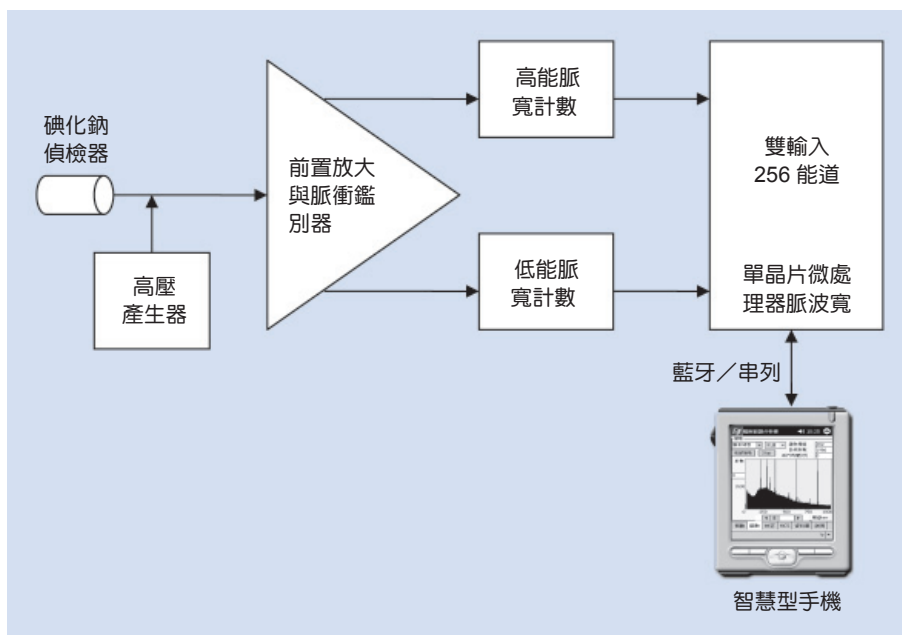 碘化鈉
偵檢器
高壓
產生器
前置放大
與脈衝鑑
別器
高能脈
寬計數
低能脈
寬計數
雙輸入
256 能道
單晶片微處
理器脈波寬
藍牙／串列
智慧型手機